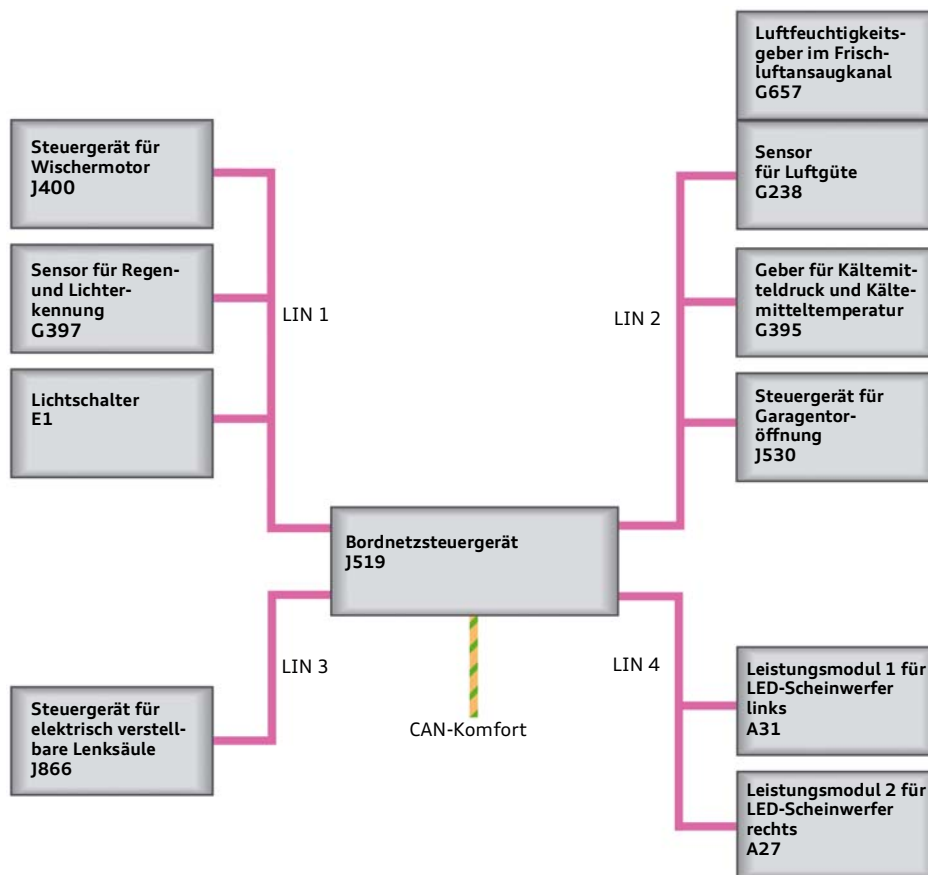 Luftfeuchtigkeits-
geber im Frisch-
luftansaugkanal
G657
Steuergerät für
Wischermotor
J400
Sensor
für Luftgüte
G238
Sensor für Regen-
und Lichter-
kennung
G397
Geber für Kältemit-
teldruck und Kälte-
mitteltemperatur
G395
LIN 1
LIN 2
Lichtschalter
E1
Steuergerät für
Garagentor-
öffnung
J530
Bordnetzsteuergerät
J519
LIN 3
LIN 4
Steuergerät für
elektrisch verstell-
bare Lenksäule
J866
CAN-Komfort
Leistungsmodul 1 für
LED-Scheinwerfer
links
A31
Leistungsmodul 2 für
LED-Scheinwerfer
rechts
A27